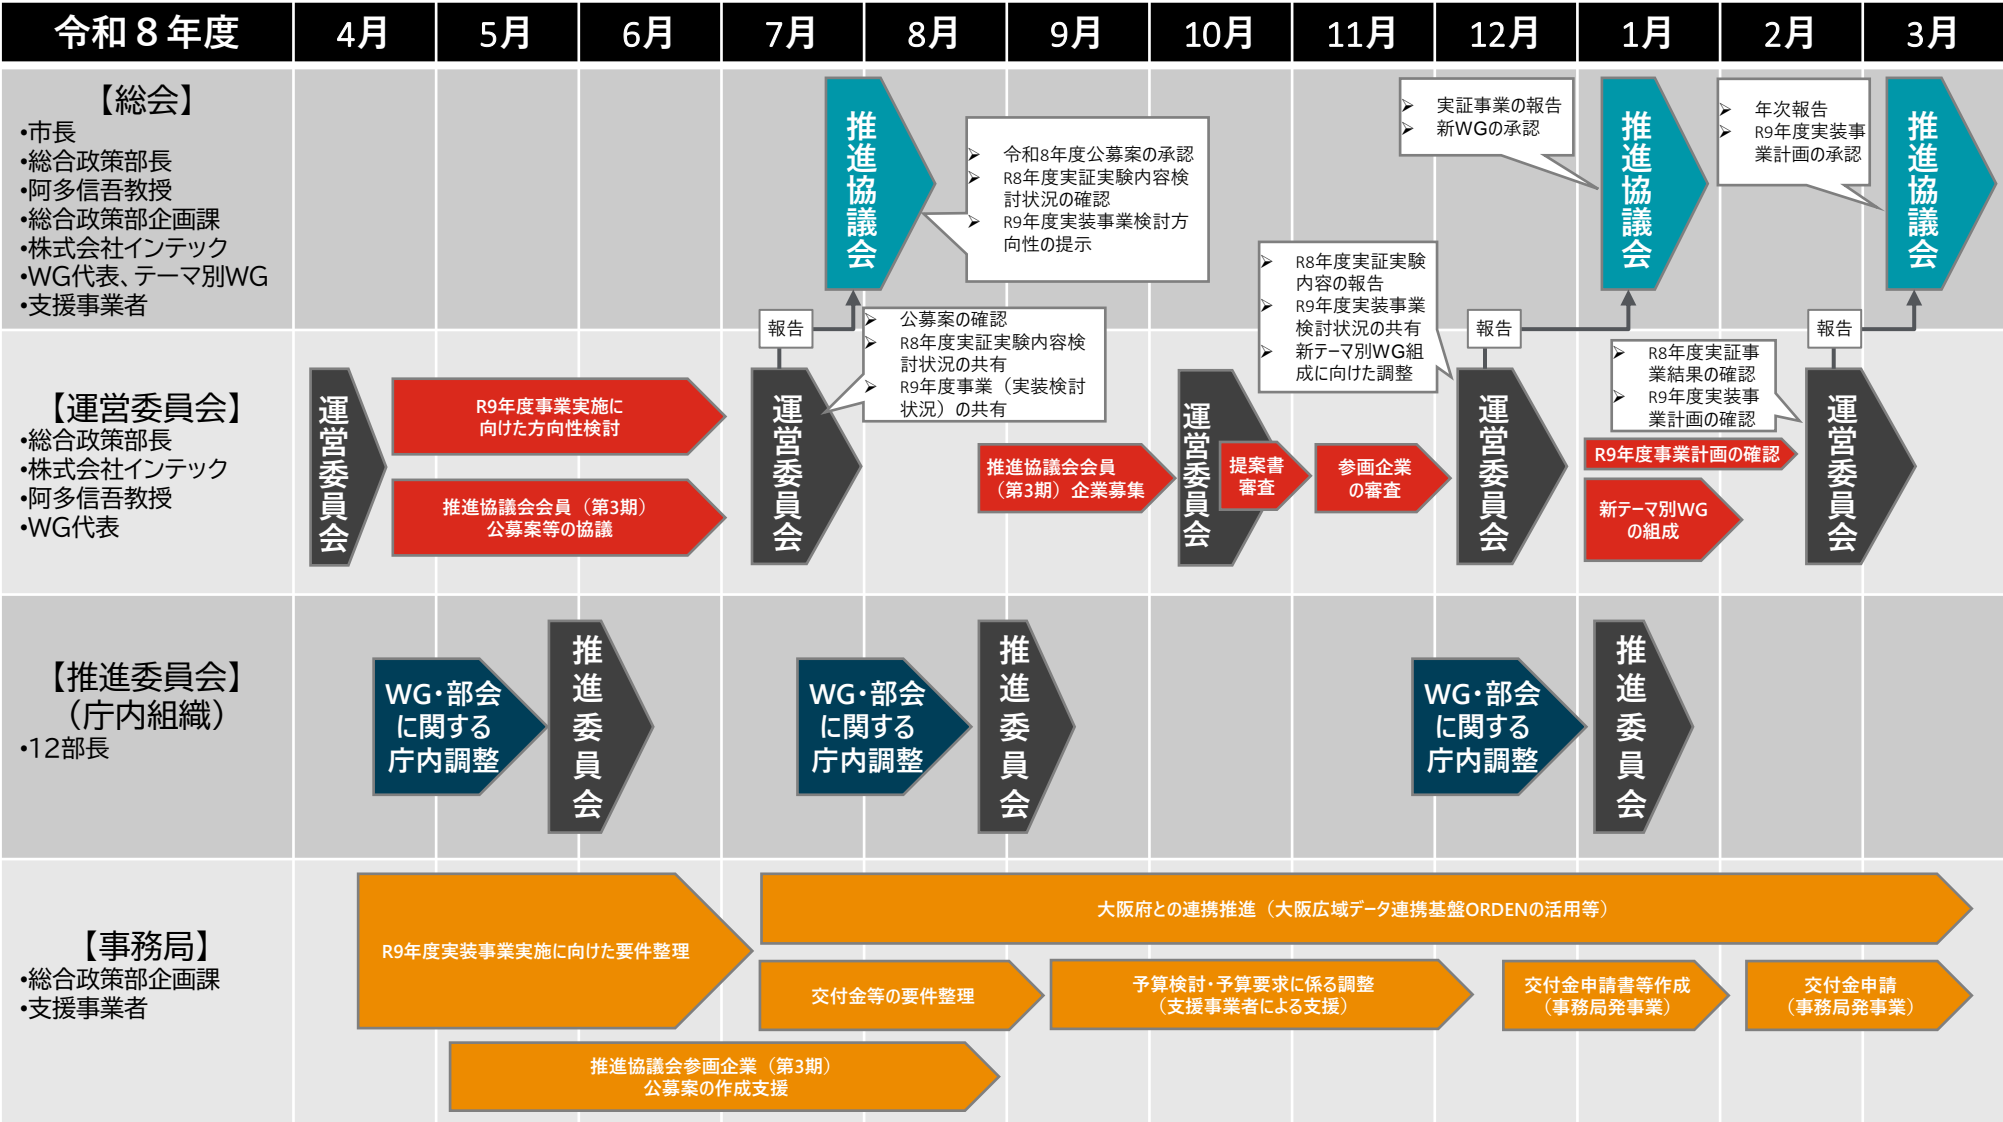 令和８年度
4月
5月
6月
7月
8月
9月
10月
11月
12月
1月
2月
3月
【総会】
•市長
•総合政策部長
•阿多信吾教授
•総合政策部企画課
•株式会社インテック
•WG代表、テーマ別WG
•支援事業者
推進協議会
➢ 令和8年度公募案の承認
➢ R8年度実証実験内容検
討状況の確認
➢ R9年度実装事業検討方
向性の提示
➢ 実証事業の報告
➢ 新WGの承認
推進協議会
➢ 年次報告
➢ R9年度実装事
業計画の承認
推進協議会
報告
報告
報告
【運営委員会】
•総合政策部長
•株式会社インテック
•阿多信吾教授
•WG代表
運営委員会
R9年度事業実施に
向けた方向性検討
推進協議会会員（第3期）
公募案等の協議
運営委員会
➢ 公募案の確認
➢ R8年度実証実験内容検
討状況の共有
➢ R9年度事業（実装検討
状況）の共有
推進協議会会員
（第3期）企業募集
運営委員会
提案書
審査
参画企業
の審査
➢ R8年度実証実験
内容の報告
➢ R9年度実装事業
検討状況の共有
➢ 新テーマ別WG組
成に向けた調整
運営委員会
➢ R8年度実証事
業結果の確認
➢ R9年度実装事
業計画の確認
R9年度事業計画の確認
新テーマ別WG
の組成
運営委員会
【推進委員会】
（庁内組織）
•12部長
WG・部会
に関する
庁内調整
推進委員会
WG・部会
に関する
庁内調整
推進委員会
WG・部会
に関する
庁内調整
推進委員会
【事務局】
•総合政策部企画課
•支援事業者
R9年度実装事業実施に向けた要件整理
大阪府との連携推進（大阪広域データ連携基盤ORDENの活用等）
交付金等の要件整理
予算検討・予算要求に係る調整
（支援事業者による支援）
交付金申請書等作成
（事務局発事業）
交付金申請
（事務局発事業）
推進協議会参画企業（第3期）
公募案の作成支援